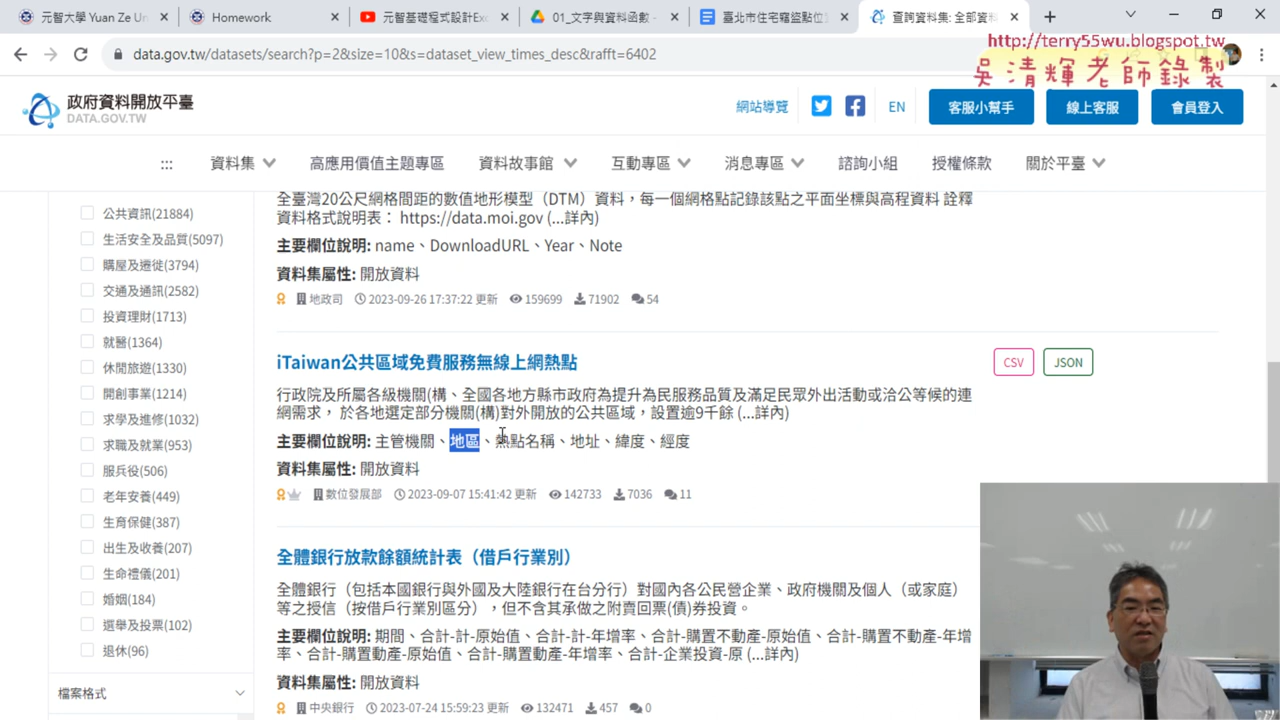 元智大學 Yuan Ze Un
Homework
元智基礎程式設計Exc
01_文字與資料函數 -
臺北市住宅竊盜點位
查詢資料集: 全部資料
data.gov.tw/datasets/search?p=2&size=10&s=dataset_view_times_desc&rafft=6402
http://terry55wu.blogspot.tw
吳清輝老師錄製
政府資料開放平臺
DATA.GOV.TW
網站導覽
EN
客服小幫手
線上客服
會員登入
:::
資料集
高應用價值主題專區
資料故事館
互動專區
消息專區
諮詢小組
授權條款
關於平臺
公共資訊(21884)
生活安全及品質(5097)
購屋及遷徙(3794)
交通及通訊(2582)
投資理財(1713)
就醫(1364)
休閒旅遊(1330)
開創事業(1214)
求學及進修(1032)
求職及就業(953)
服兵役(506)
老年安養(449)
生育保健(387)
出生及收養(207)
生命禮儀(201)
婚姻(184)
選舉及投票(102)
退休(96)
檔案格式
全臺灣20公尺網格間距的數值地形模型（DTM）資料，每一個網格點記錄該點之平面坐標與高程資料 詮釋
資料格式說明表： https://data.moi.gov (...詳內)
主要欄位說明: name、DownloadURL、Year、Note
資料集屬性: 開放資料
地政司 2023-09-26 17:37:22 更新 159699 71902 54
iTaiwan公共區域免費服務無線上網熱點
CSV
JSON
行政院及所屬各級機關(構、全國各地方縣市政府為提升為民服務品質及滿足民眾外出活動或洽公等候的連
網需求， 於各地選定部分機關(構)對外開放的公共區域，設置逾9千餘 (...詳內)
主要欄位說明: 主管機關、地區、熱點名稱、地址、緯度、經度
資料集屬性: 開放資料
數位發展部 2023-09-07 15:41:42 更新 142733 7036 11
全體銀行放款餘額統計表（借戶行業別）
全體銀行（包括本國銀行與外國及大陸銀行在台分行）對國內各公民營企業、政府機關及個人（或家庭）
等之授信（按借戶行業別區分），但不含其承做之附賣回票(債)券投資。
主要欄位說明: 期間、合計-計-原始值、合計-計-年增率、合計-購置不動產-原始值、合計-購置不動產-年增
率、合計-購置動產-原始值、合計-購置動產-年增率、合計-企業投資-原 (...詳內)
資料集屬性: 開放資料
中央銀行 2023-07-24 15:59:23 更新 132471 457 0